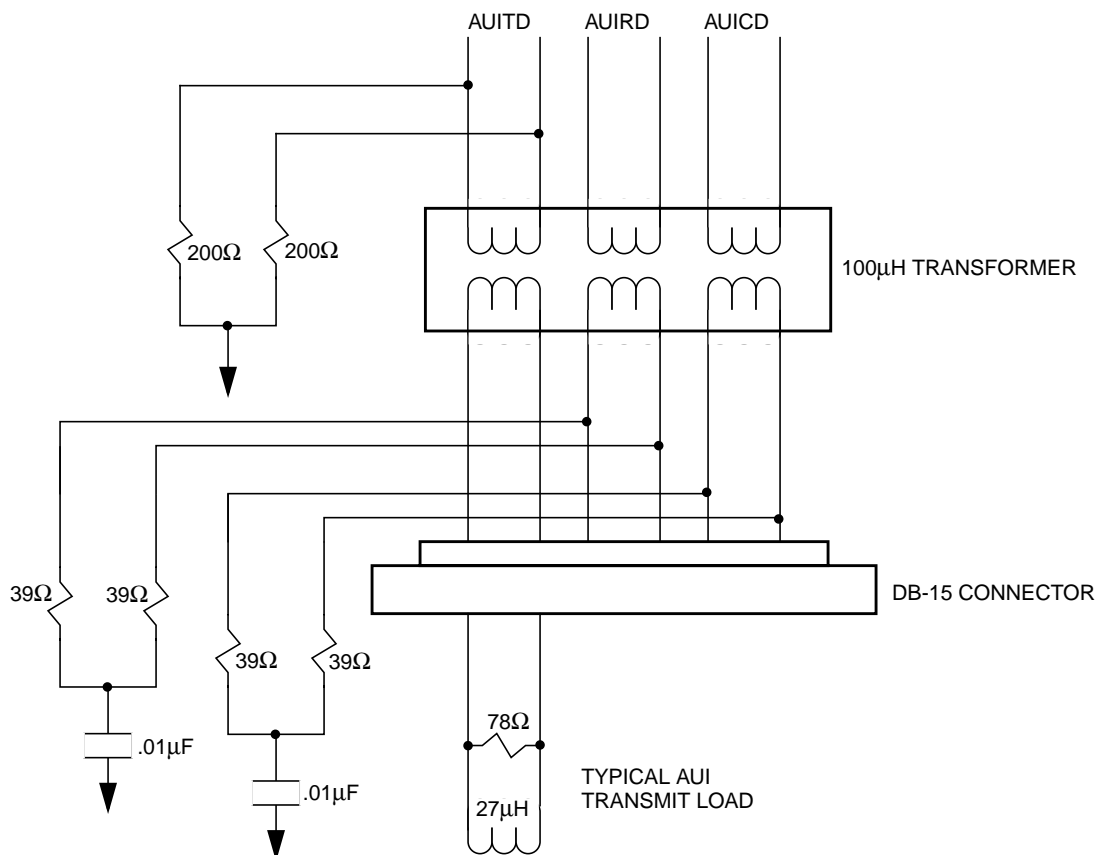 AUITD AUIRD AUICD
200Ω 200Ω
100µH TRANSFORMER
39Ω 39Ω
DB-15 CONNECTOR
39Ω 39Ω
78Ω
.01µF
.01µF
TYPICAL AUI
TRANSMIT LOAD
27µH